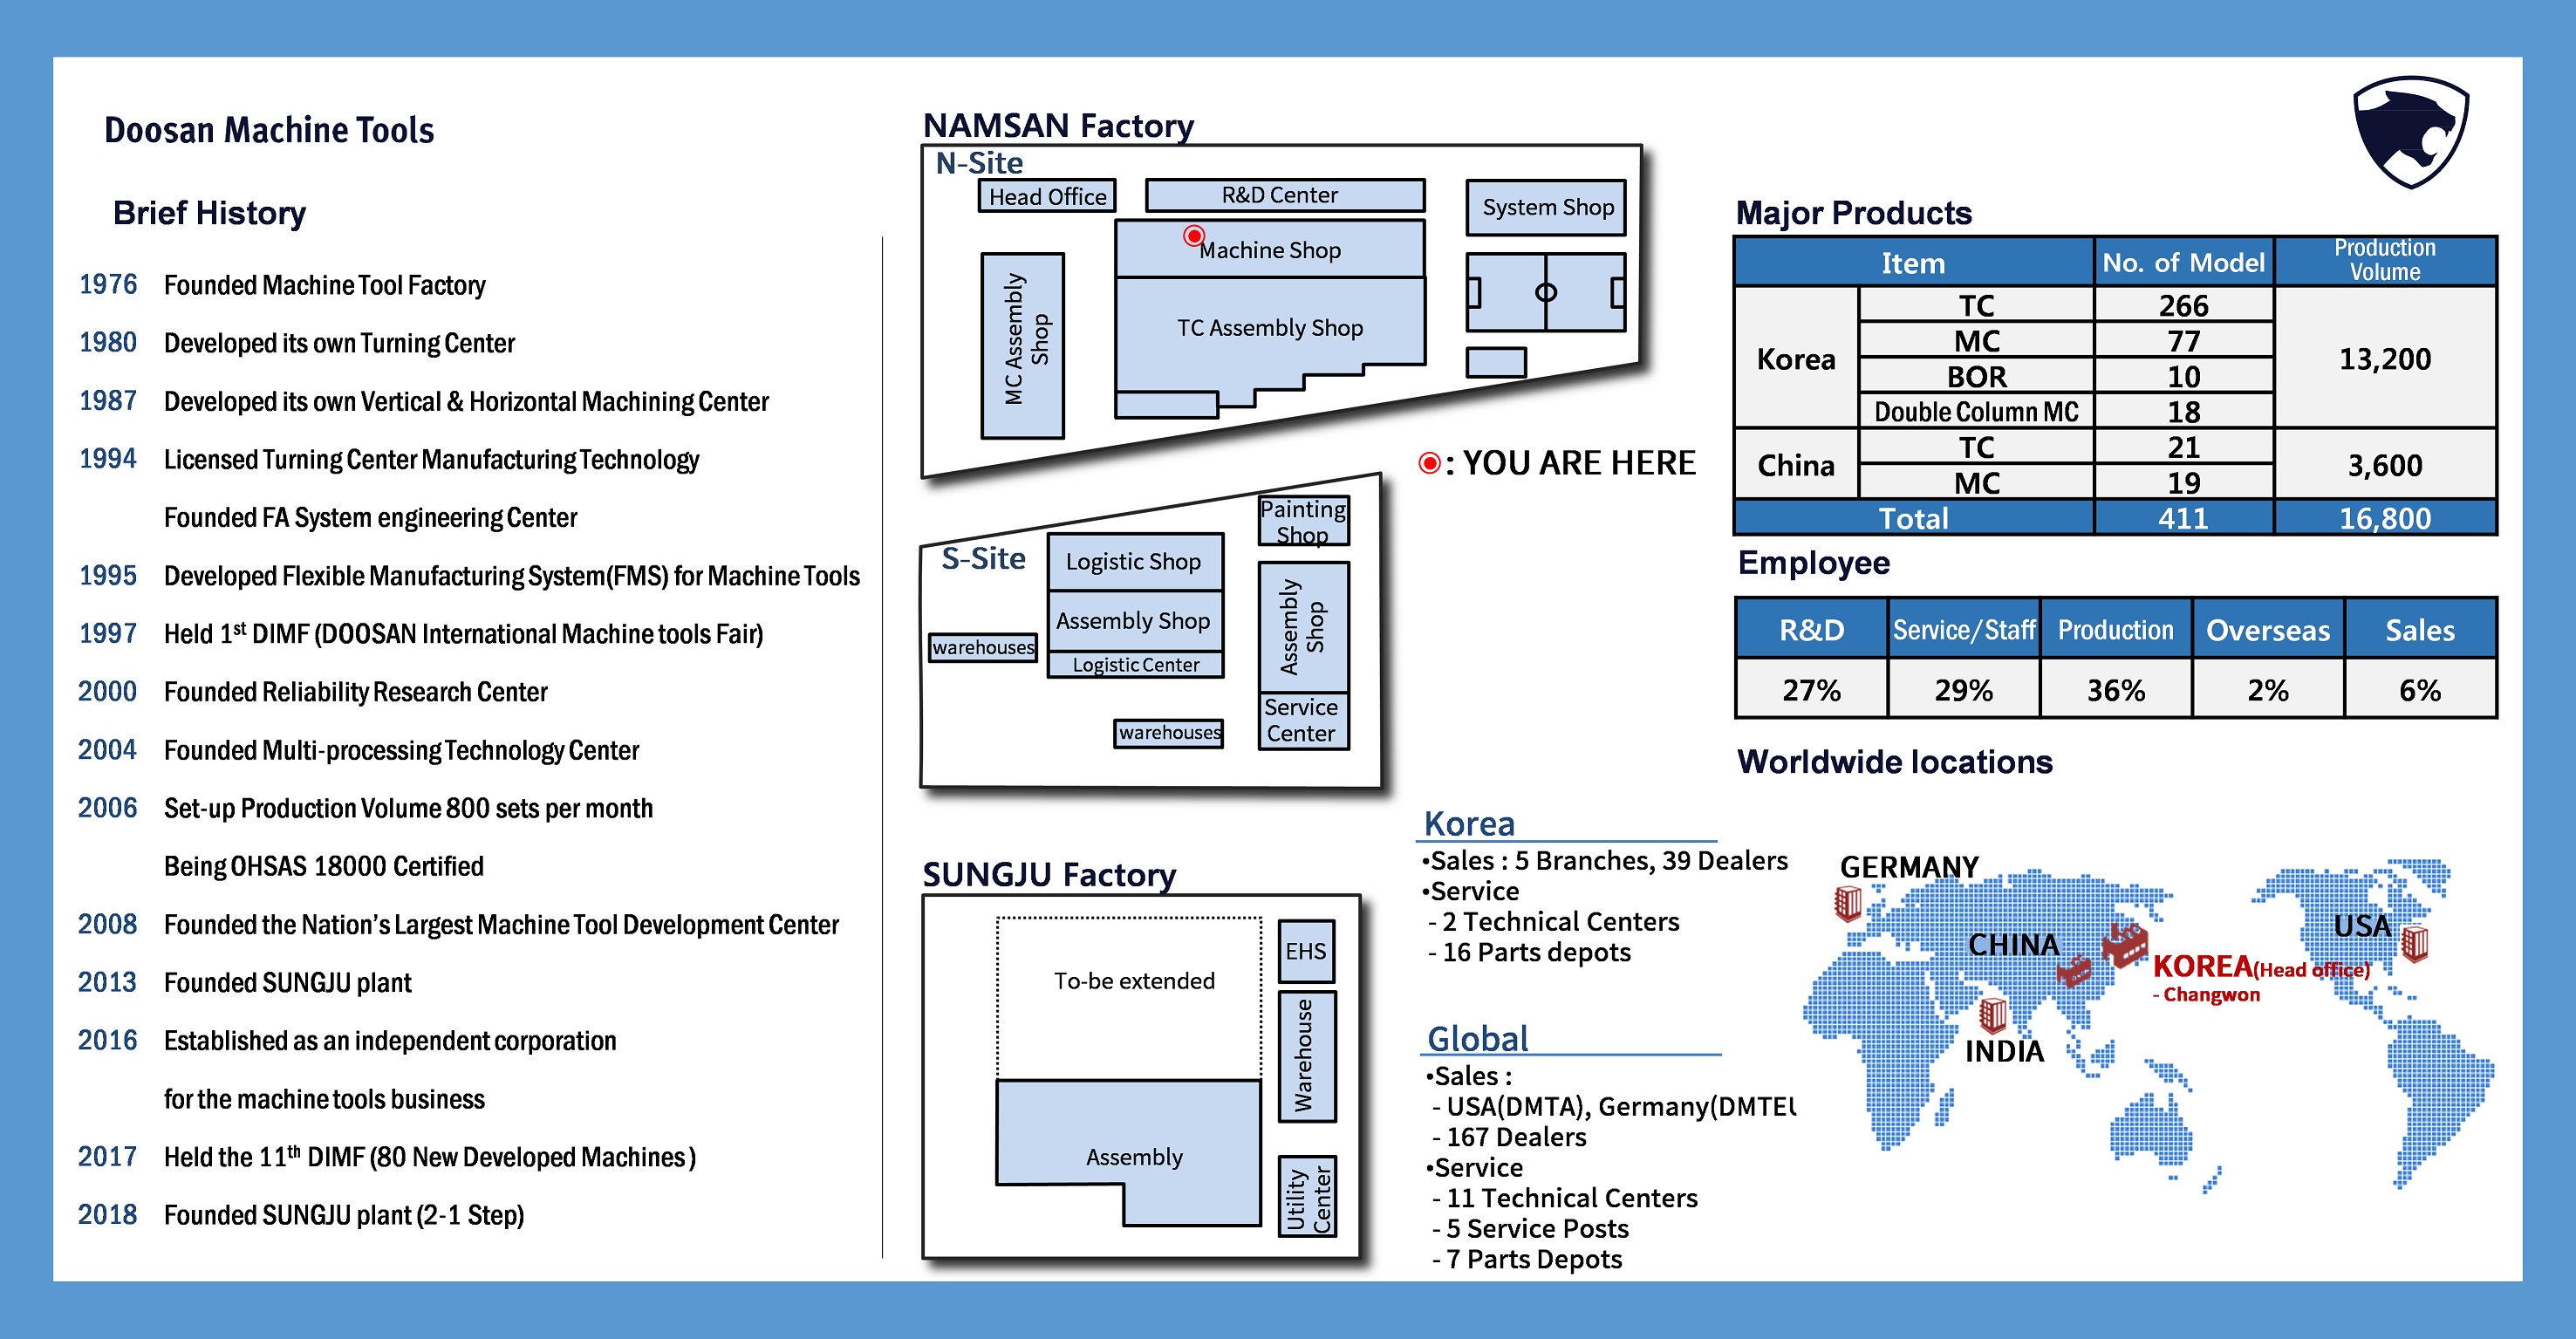 Doosan Machine Tools
Brief History
1976 Founded Machine Tool Factory
1980 Developed its own Turning Center
1987 Developed its own Vertical & Horizontal Machining Center
1994 Licensed Turning Center Manufacturing Technology
Founded FA System engineering Center
1995 Developed Flexible Manufacturing System(FMS) for Machine Tools
1997 Held 1st DIMF (DOOSAN International Machine tools Fair)
2000 Founded Reliability Research Center
2004 Founded Multi-processing Technology Center
2006 Set-up Production Volume 800 sets per month
Being OHSAS 18000 Certified
2008 Founded the Nation’s Largest Machine Tool Development Center
2013 Founded SUNGJU plant
2016 Established as an independent corporation
for the machine tools business
2017 Held the 11th DIMF (80 New Developed Machines)
2018 Founded SUNGJU plant (2-1 Step)
NAMSAN Factory
N-Site
Head Office
R&D Center
System Shop
Machine Shop
MC Assembly
Shop
TC Assembly Shop
: YOU ARE HERE
S-Site
Painting
Shop
Logistic Shop
Assembly Shop
Logistic Center
warehouses
Assembly
Shop
Service
Center
warehouses
SUNGJU Factory
To-be extended
EHS
Warehouse
Assembly
Utility
Center
Korea
•Sales : 5 Branches, 39 Dealers
•Service
- 2 Technical Centers
- 16 Parts depots
Global
•Sales :
- USA(DMTA), Germany(DMTEU
- 167 Dealers
•Service
- 11 Technical Centers
- 5 Service Posts
- 7 Parts Depots
Major Products
Item No. of Model Production
Volume
Korea TC 266 13,200
MC 77
BOR 10
Double Column MC 18
China TC 21 3,600
MC 19
Total 411 16,800
Employee
R&D Service/Staff Production Overseas Sales
27% 29% 36% 2% 6%
Worldwide locations
GERMANY
CHINA
USA
KOREA(Head office)
- Changwon
INDIA